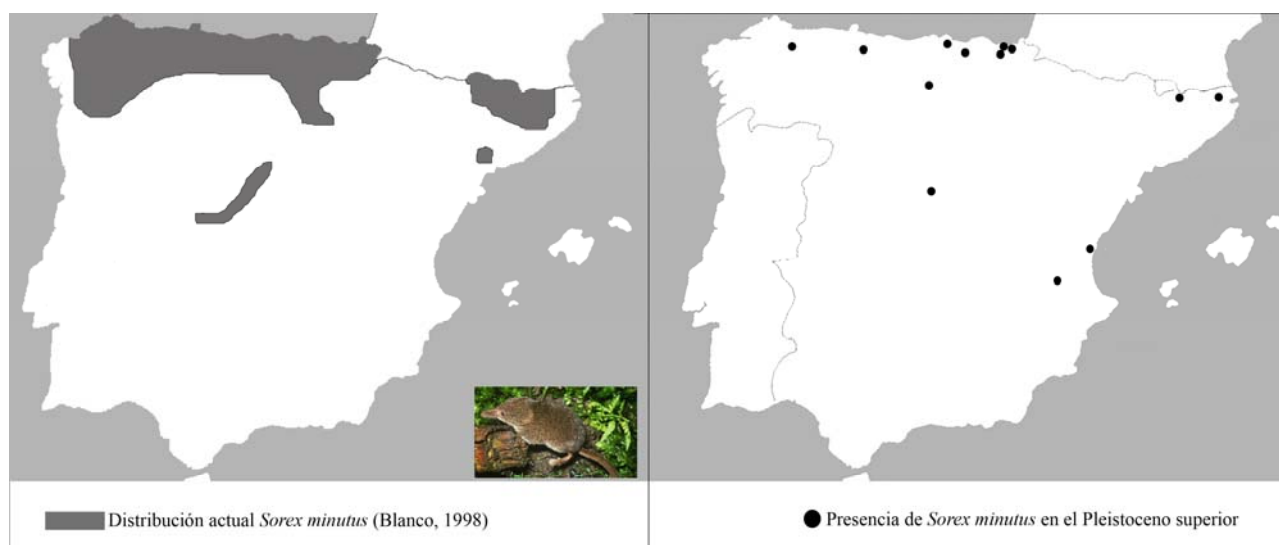 Distribución actual Sorex minutus (Blanco, 1998)
Presencia de Sorex minutus en el Pleistoceno superior